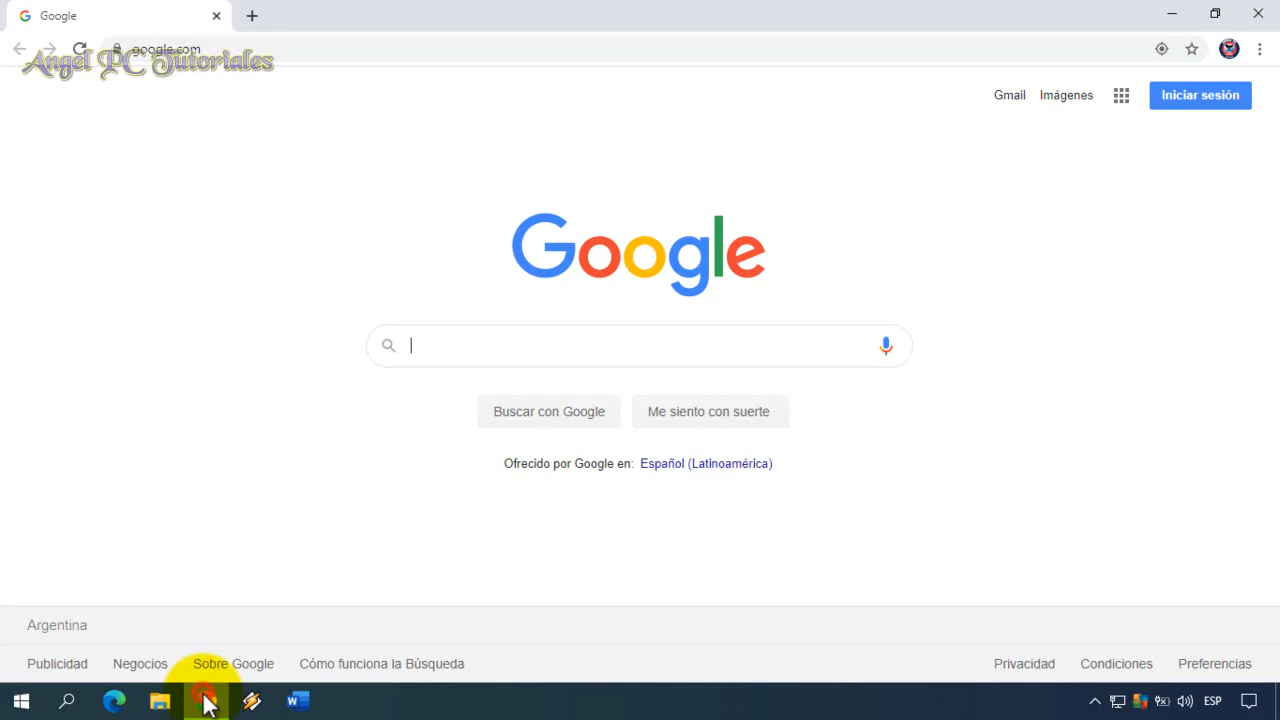 Google
google.com
Angel PC Tutoriales
Gmail Imágenes Iniciar sesión
Google
Buscar con Google Me siento con suerte
Ofrecido por Google en: Español (Latinoamérica)
Argentina
Publicidad Negocios Sobre Google Cómo funciona la Búsqueda Privacidad Condiciones Preferencias
W ESP